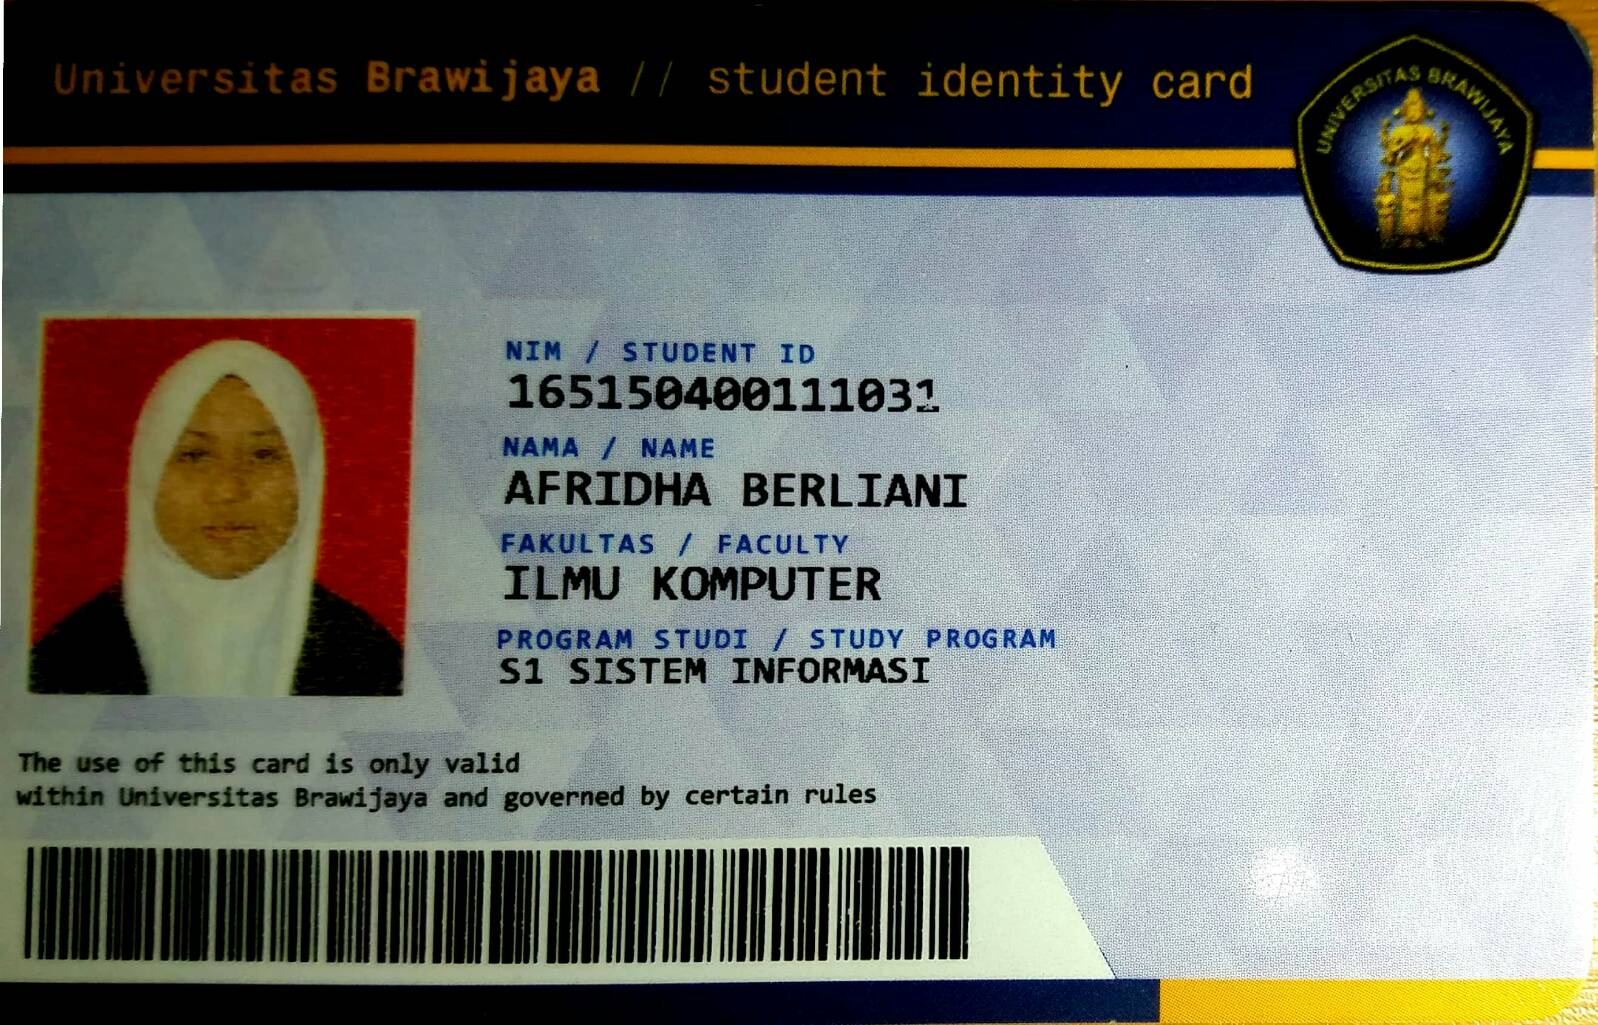 Universitas Brawijaya // student identity card
UNIVERSITAS BRAWIJAYA
NIM / STUDENT ID
165150400111031
NAMA / NAME
AFRIDHA BERLIANI
FAKULTAS / FACULTY
ILMU KOMPUTER
PROGRAM STUDI / STUDY PROGRAM
S1 SISTEM INFORMASI
The use of this card is only valid
within Universitas Brawijaya and governed by certain rules